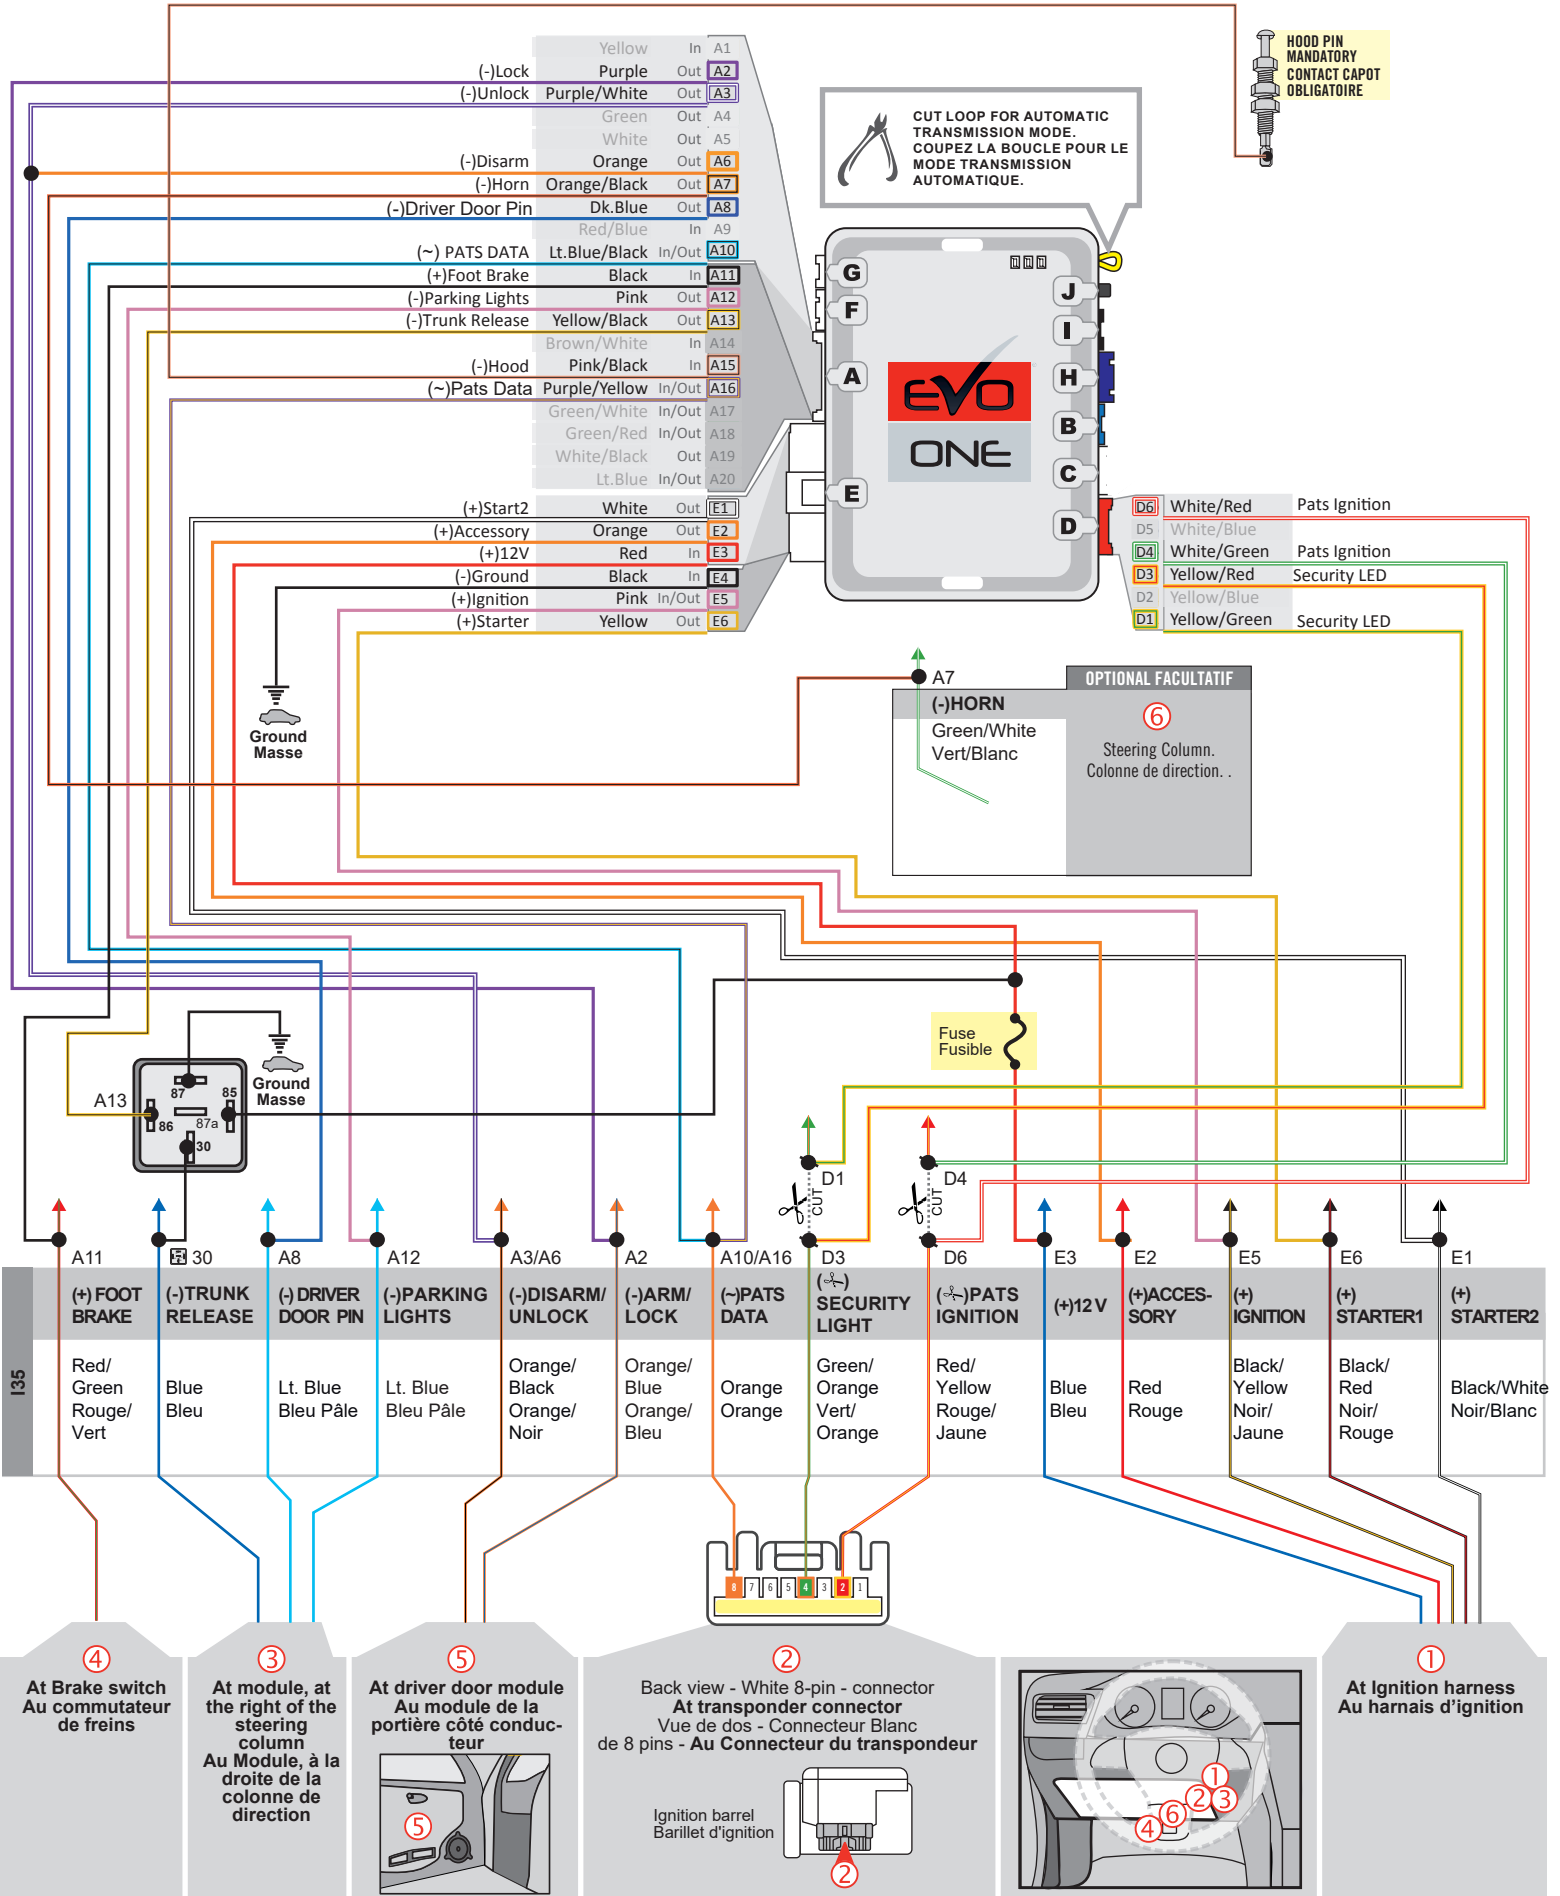 HOOD PIN
MANDATORY
CONTACT CAPOT
OBLIGATOIRE
CUT LOOP FOR AUTOMATIC
TRANSMISSION MODE.
COUPEZ LA BOUCLE POUR LE
MODE TRANSMISSION
AUTOMATIQUE.
Yellow In A1
(-)Lock Purple Out A2
(-)Unlock Purple/White Out A3
Green Out A4
White Out A5
(-)Disarm Orange Out A6
(-)Horn Orange/Black Out A7
(-)Driver Door Pin Dk.Blue Out A8
Red/Blue In A9
(~) PATS DATA Lt.Blue/Black In/Out A10
(+)Foot Brake Black In A11
(-)Parking Lights Pink Out A12
(-)Trunk Release Yellow/Black Out A13
Brown/White In A14
(-)Hood Pink/Black In A15
(~)Pats Data Purple/Yellow In/Out A16
Green/White In/Out A17
Green/Red In/Out A18
White/Black Out A19
Lt.Blue In/Out A20
(+)Start2 White Out E1
(+)Accessory Orange Out E2
(+)12V Red In E3
(-)Ground Black In E4
(+)Ignition Pink In/Out E5
(+)Starter Yellow Out E6
G
F
A
E
J
I
H
B
C
D
EVO
ONE
D6 White/Red Pats Ignition
D5 White/Blue
D4 White/Green Pats Ignition
D3 Yellow/Red Security LED
D2 Yellow/Blue
D1 Yellow/Green Security LED
Ground
Masse
A7
(-)HORN
Green/White
Vert/Blanc
OPTIONAL FACULTATIF
6
Steering Column.
Colonne de direction. .
Fuse
Fusible
Ground
Masse
A13
87
85
86
87a
30
D1
CUT
D4
CUT
A11
30
A8
A12
A3/A6
A2
A10/A16
D3
D6
E3
E2
E5
E6
E1
(+) FOOT
BRAKE
(-)TRUNK
RELEASE
(-) DRIVER
DOOR PIN
(-)PARKING
LIGHTS
(-)DISARM/
UNLOCK
(-)ARM/
LOCK
(~)PATS
DATA
( )
SECURITY
LIGHT
( )PATS
IGNITION
(+)12 V
(+)ACCES-
SORY
(+)
IGNITION
(+)
STARTER1
(+)
STARTER2
I35
Red/
Green
Rouge/
Vert
Blue
Bleu
Lt. Blue
Bleu Pâle
Lt. Blue
Bleu Pâle
Orange/
Black
Orange/
Noir
Orange/
Blue
Orange/
Bleu
Orange
Orange
Green/
Orange
Vert/
Orange
Red/
Yellow
Rouge/
Jaune
Blue
Bleu
Red
Rouge
Black/
Yellow
Noir/
Jaune
Black/
Red
Noir/
Rouge
Black/White
Noir/Blanc
8 7 6 5 4 3 2 1
4
At Brake switch
Au commutateur
de freins
3
At module, at
the right of the
steering
column
Au Module, à la
droite de la
colonne de
direction
5
At driver door module
Au module de la
portière côté conduc-
teur
5
2
Back view - White 8-pin - connector
At transponder connector
Vue de dos - Connecteur Blanc
de 8 pins - Au Connecteur du transpondeur
Ignition barrel
Barillet d'ignition
2
1
2 3
6
4
1
At Ignition harness
Au harnais d'ignition